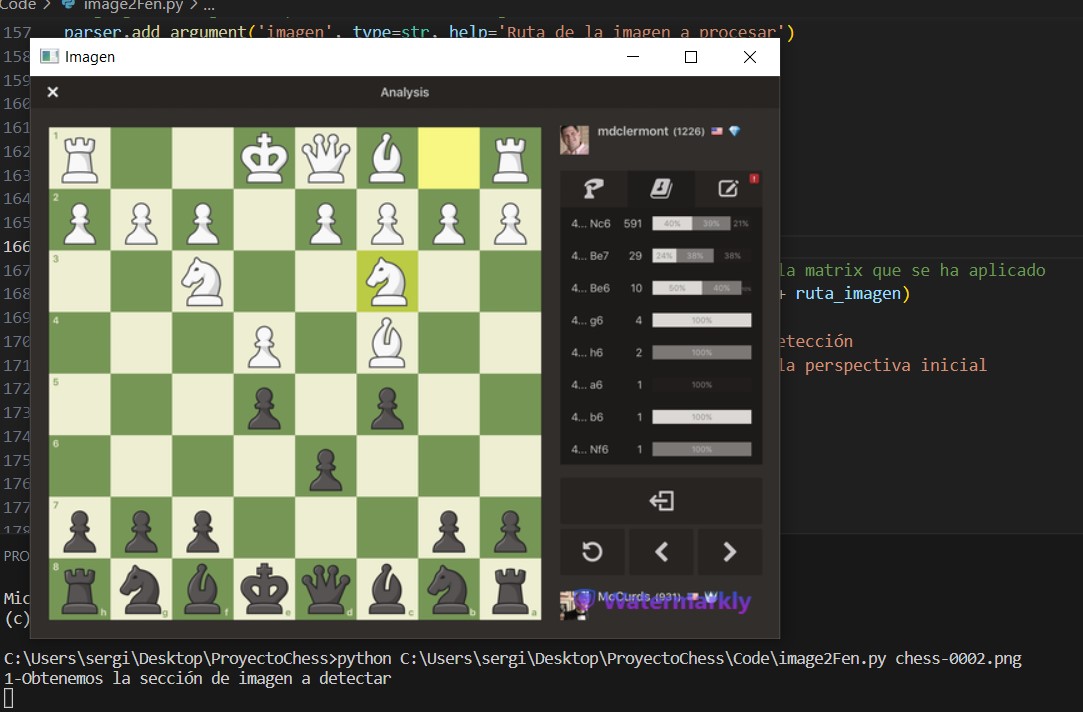 Code > image2Fen.py > ...
157 parser.add_argument('imagen', type=str, help='Ruta de la imagen a procesar')
158 Imagen
159
160 Analysis
161
162 1 mdclermont (1226)
163
164 2
165 4... Nc6 591 40% 39% 21%
166 4... Be7 29 24% 38% 38%
167 3 la matrix que se ha aplicado
168 4... Be6 10 50% 40% + ruta_imagen)
169 4 4... g6 4 100%
170 etección
4... h6 2 100%
171 la perspectiva inicial
172 5 4... a6 1 100%
173
174 4... b6 1 100%
175 6 4... Nf6 1 100%
176
177 7
178
PRO
8
Mic McCurds (931)
Watermarkly
(c) h g f e d c b a
C:\Users\sergi\Desktop\ProyectoChess>python C:\Users\sergi\Desktop\ProyectoChess\Code\image2Fen.py chess-0002.png
1-Obtenemos la sección de imagen a detectar